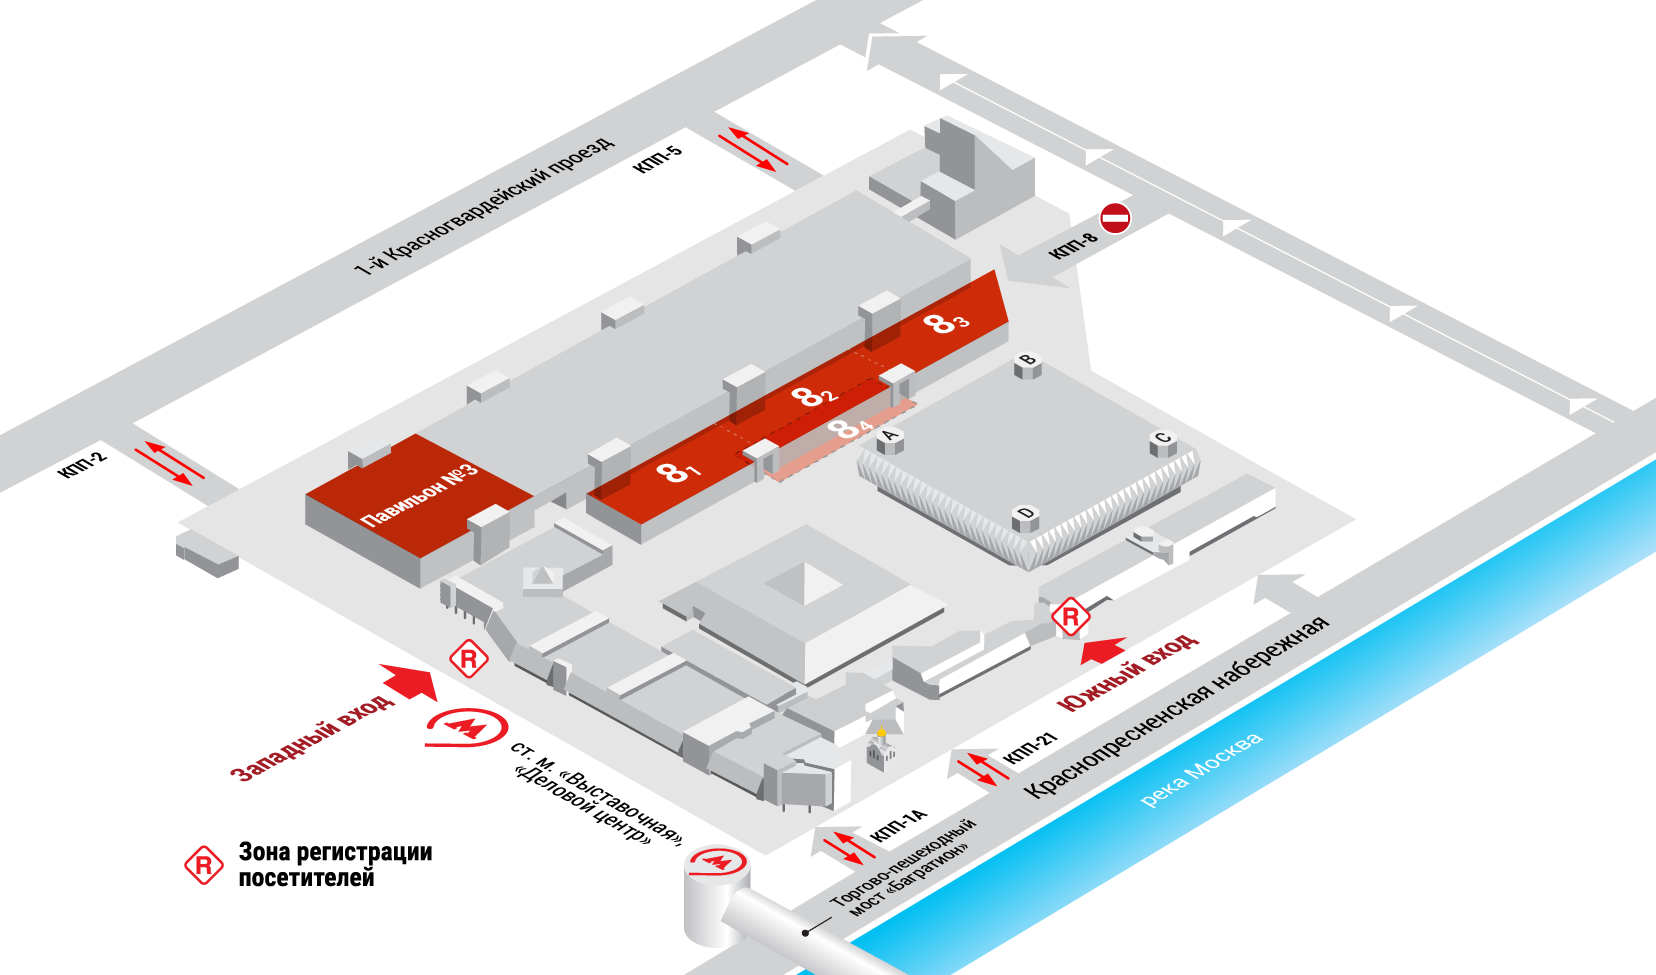 1-й Красногвардейский проезд
КПП-5
КПП-8
КПП-2
8₃
8₂
8₄
8₁
Павильон №3
A
B
C
D
R
R
Южный вход
Западный вход
ст. м. «Выставочная»,
«Деловой центр»
Краснопресненская набережная
река Москва
КПП-21
КПП-1А
Торгово-пешеходный
мост «Багратион»
R
Зона регистрации
посетителей